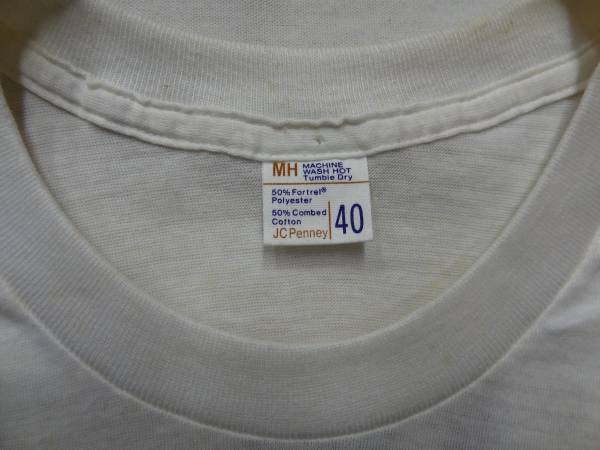 MH MACHINE
WASH HOT
Tumble Dry
50% Fortrel®
Polyester
50% Combed
Cotton
JCPenney
40